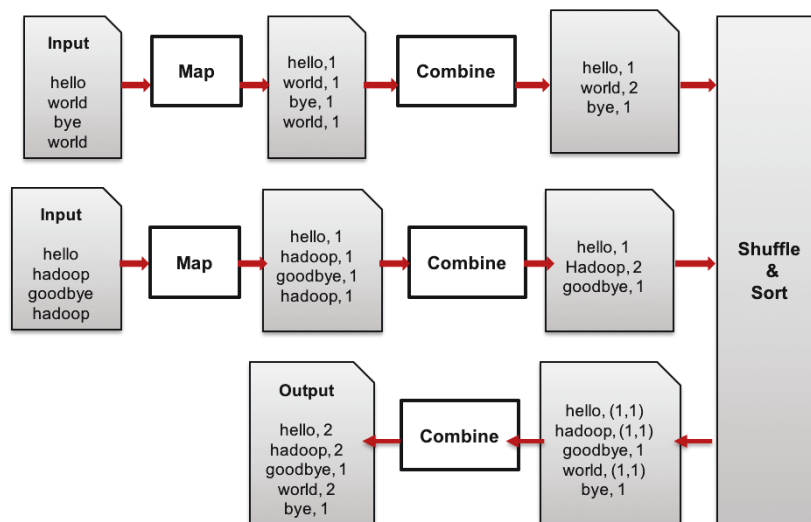 Input
hello
world
bye
world
Map
hello,1
world, 1
bye, 1
world, 1
Combine
hello, 1
world, 2
bye, 1
Input
hello
hadoop
goodbye
hadoop
Map
hello, 1
hadoop, 1
goodbye, 1
hadoop, 1
Combine
hello, 1
Hadoop, 2
goodbye, 1
Shuffle
&
Sort
Output
hello, 2
hadoop, 2
goodbye, 1
world, 2
bye, 1
Combine
hello, (1,1)
hadoop, (1,1)
goodbye, 1
world, (1,1)
bye, 1